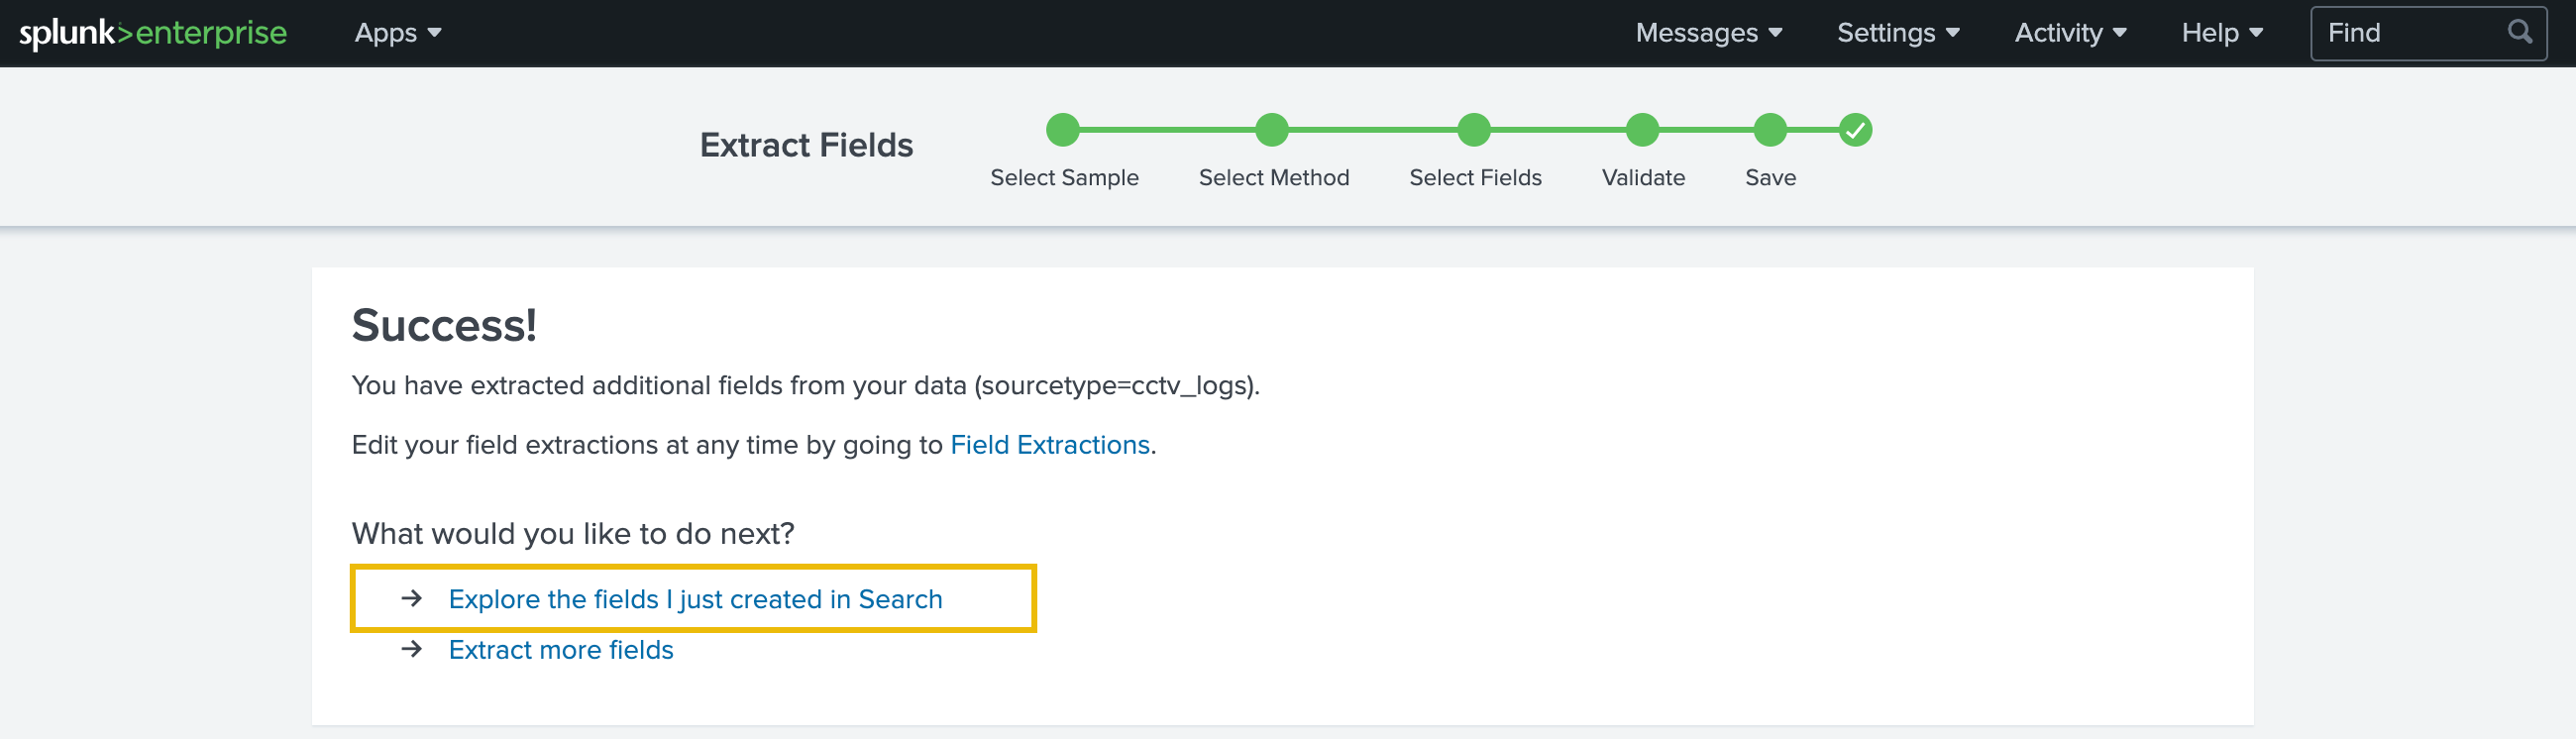 splunk>enterprise Apps Messages Settings Activity Help Find
Extract Fields
Select Sample Select Method Select Fields Validate Save
Success!
You have extracted additional fields from your data (sourcetype=cctv_logs).
Edit your field extractions at any time by going to Field Extractions.
What would you like to do next?
→ Explore the fields I just created in Search
→ Extract more fields